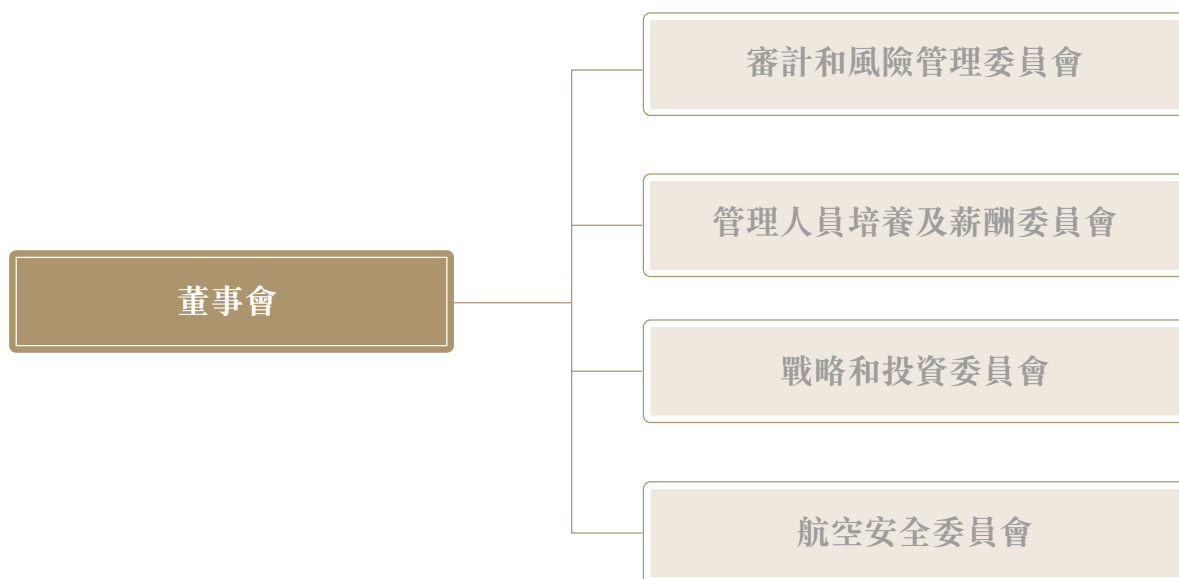 審計和風險管理委員會
管理人員培養及薪酬委員會
董事會
戰略和投資委員會
航空安全委員會